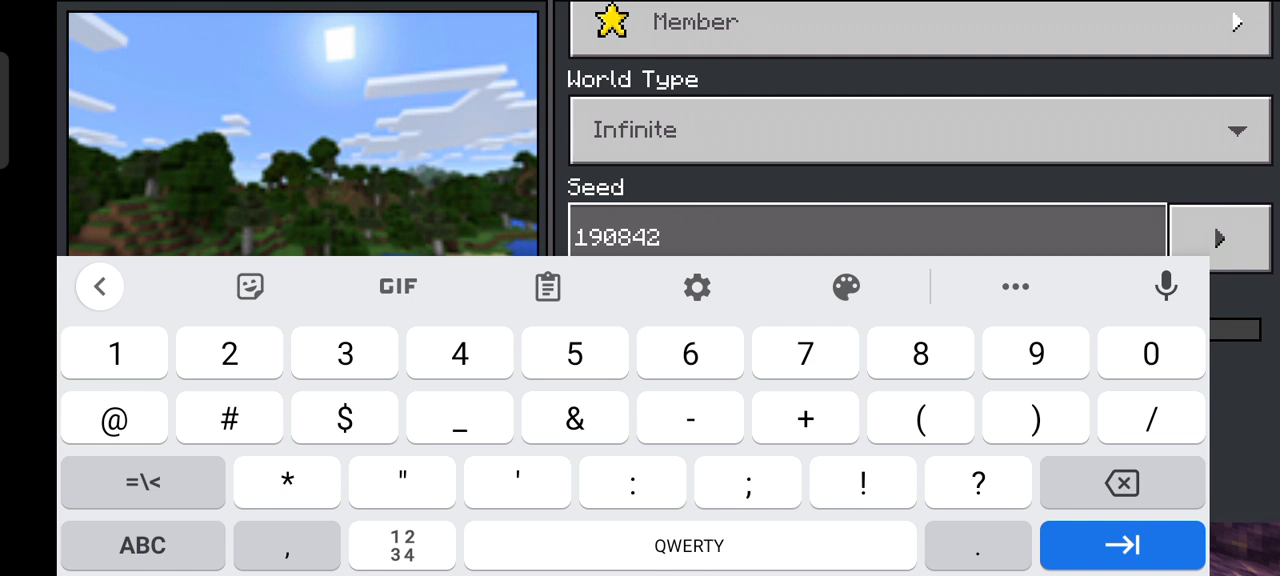 Member
World Type
Infinite
Seed
190842
GIF
1 2 3 4 5 6 7 8 9 0
@ # $ _ & - + ( ) /
=\< * " ' : ; ! ?
ABC , 12 34 QWERTY .